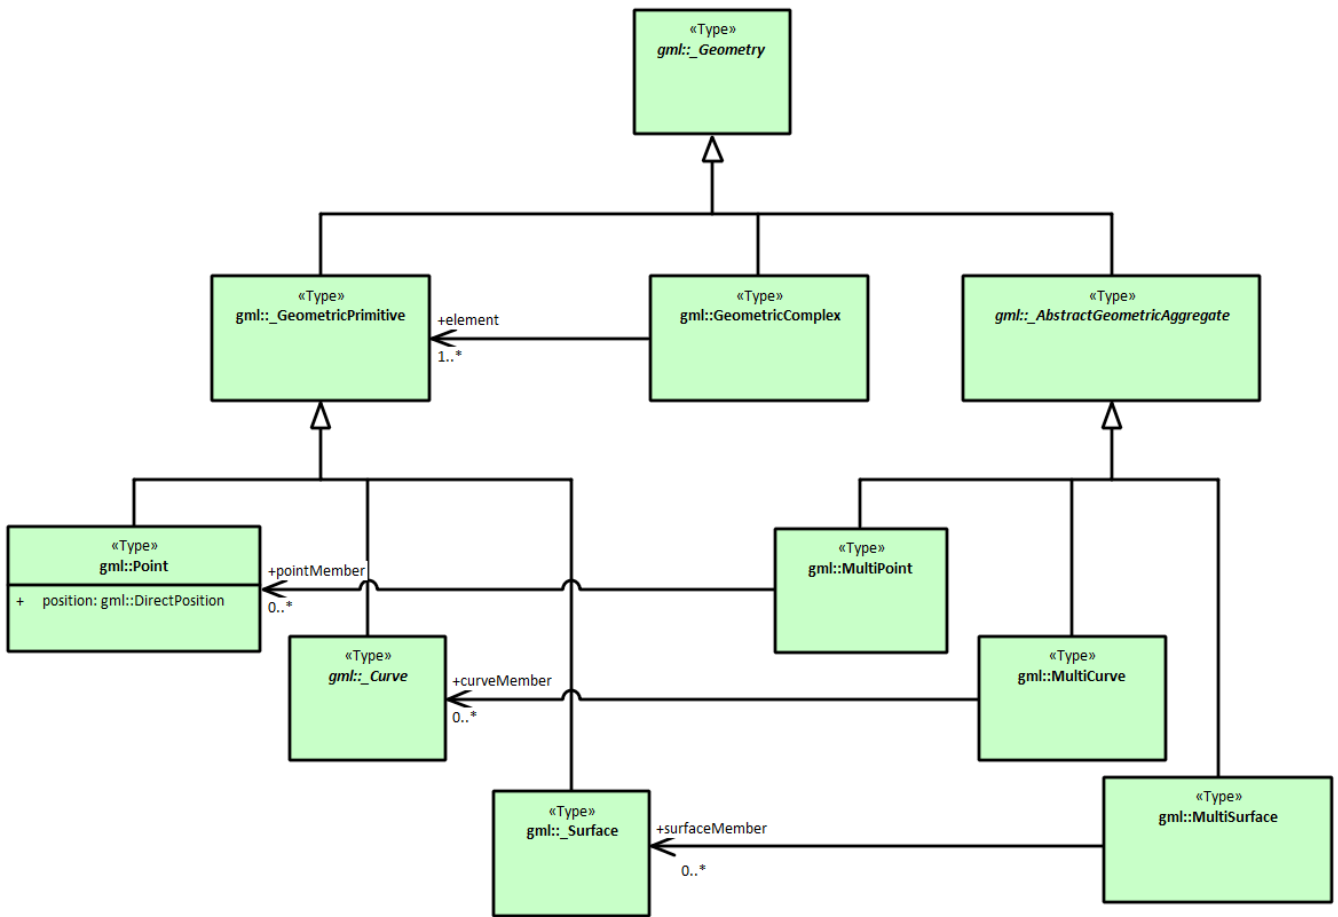 «Type»
gml::_Geometry
«Type»
gml::_GeometricPrimitive
+element
1..*
«Type»
gml::GeometricComplex
«Type»
gml::_AbstractGeometricAggregate
«Type»
gml::Point
+ position: gml::DirectPosition
+pointMember
0..*
«Type»
gml::MultiPoint
«Type»
gml::_Curve
+curveMember
0..*
«Type»
gml::MultiCurve
«Type»
gml::_Surface
+surfaceMember
0..*
«Type»
gml::MultiSurface